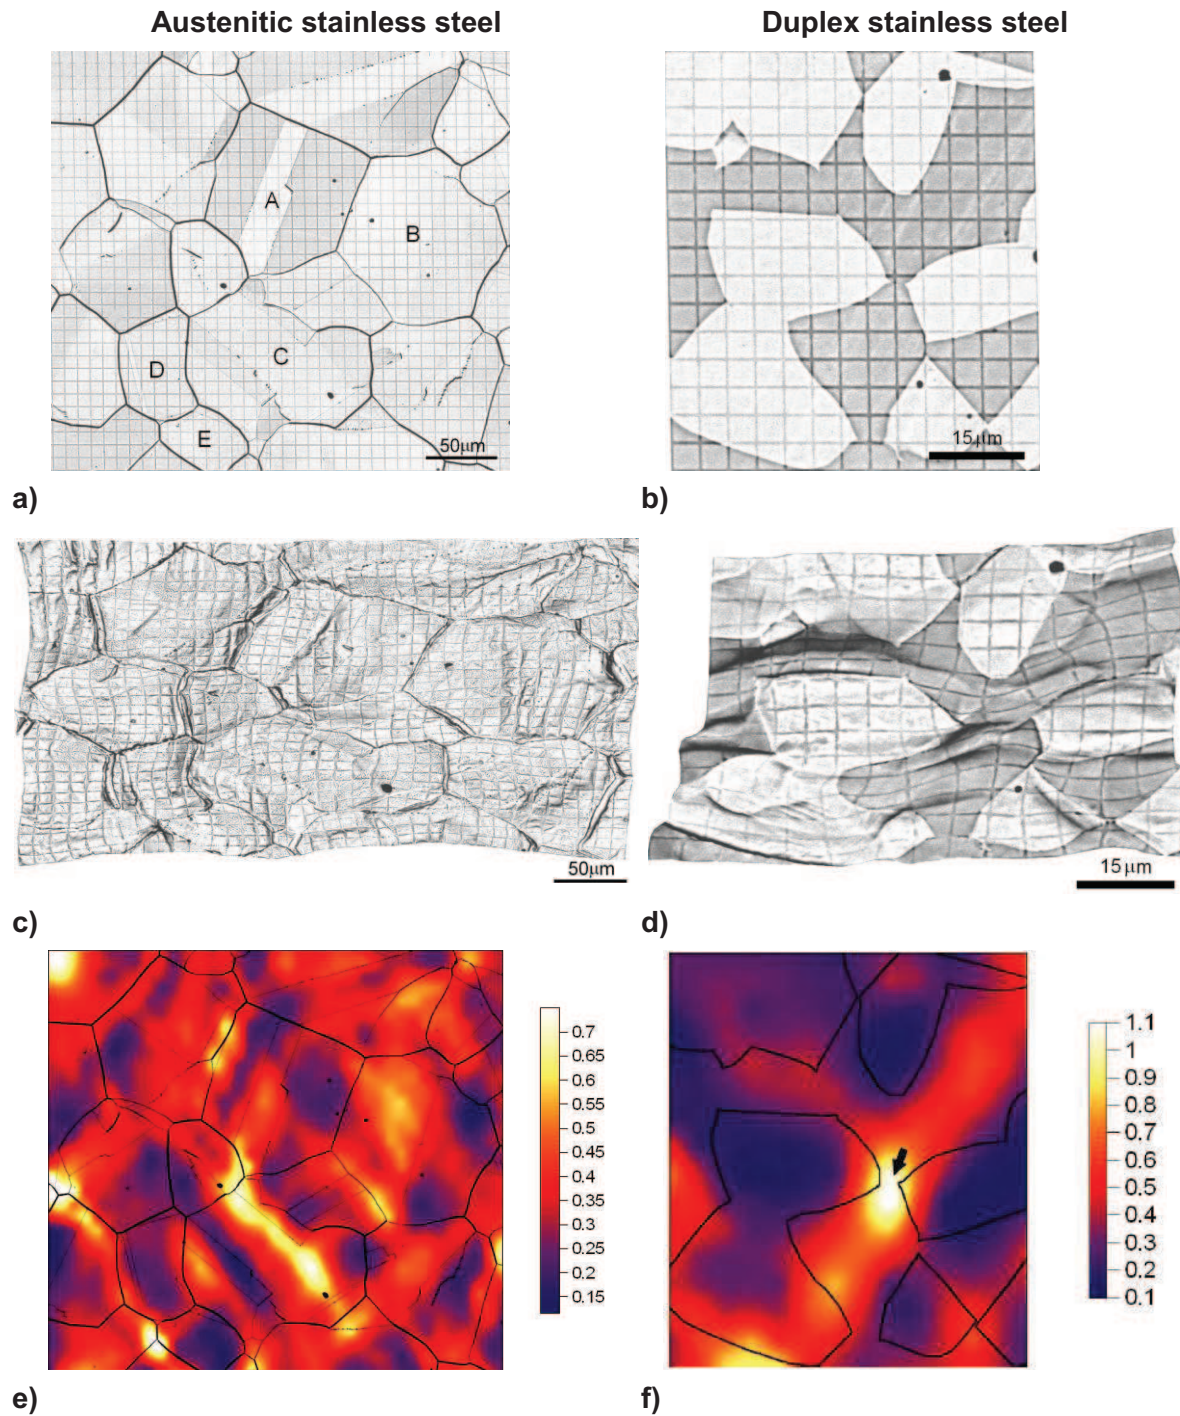 Austenitic stainless steel
Duplex stainless steel
A
B
C
D
E
50μm
15μm
a)
b)
50μm
15μm
c)
d)
0.7
0.65
0.6
0.55
0.5
0.45
0.4
0.35
0.3
0.25
0.2
0.15
1.1
1
0.9
0.8
0.7
0.6
0.5
0.4
0.3
0.2
0.1
e)
f)